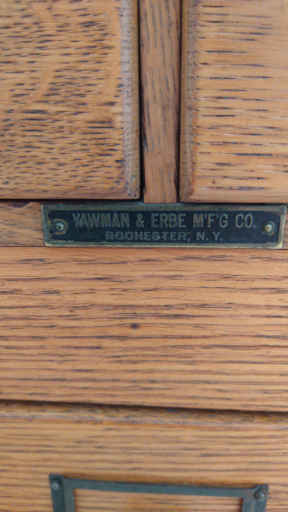 YAWMAN & ERBE M'F'G CO.
ROCHESTER, N.Y.